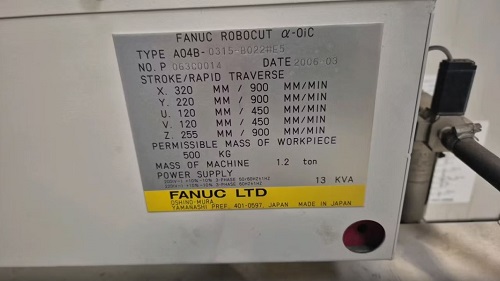 FANUC ROBOCUT α-0iC
TYPE A04B-0315-B022#E5
NO. P 063C0014 DATE 2006 03
STROKE/RAPID TRAVERSE
X. 320 MM / 900 MM/MIN
Y. 220 MM / 900 MM/MIN
U. 120 MM / 450 MM/MIN
V. 120 MM / 450 MM/MIN
Z. 255 MM / 900 MM/MIN
PERMISSIBLE MASS OF WORKPIECE
500 KG
MASS OF MACHINE 1.2 ton
POWER SUPPLY
13 KVA
FANUC LTD
OSHINO-MURA
YAMANASHI PREF. 401-0597, JAPAN MADE IN JAPAN